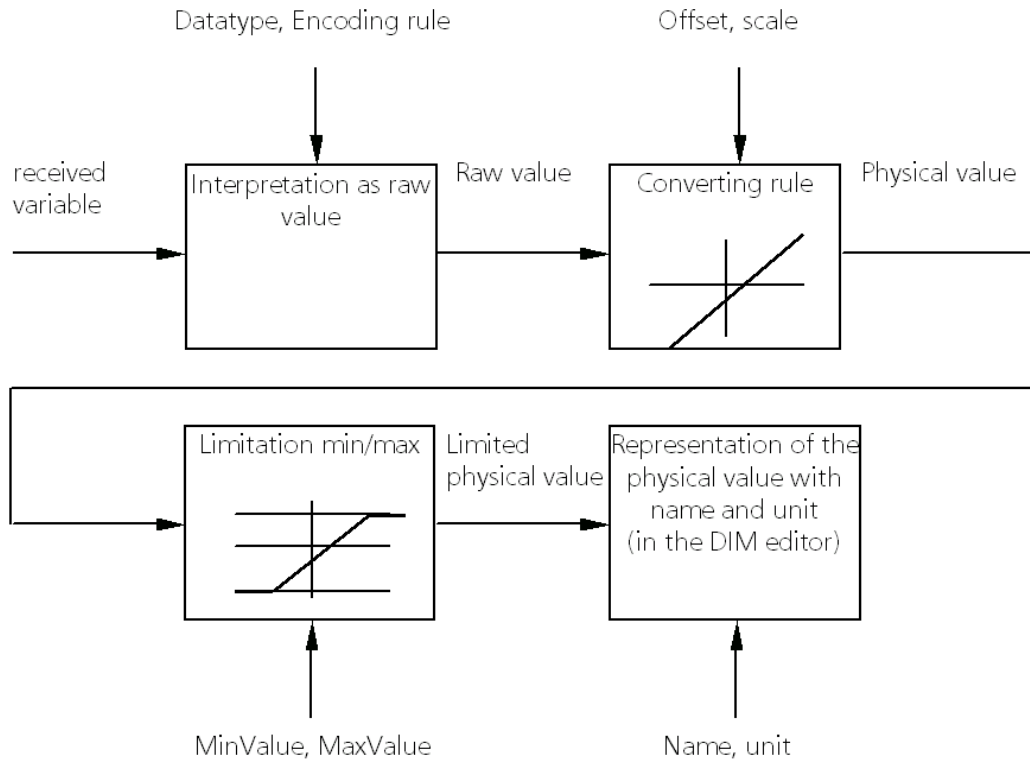 Datatype, Encoding rule
Offset, scale
received
variable
Interpretation as raw
value
Raw value
Converting rule
Physical value
Limitation min/max
Limited
physical value
Representation of the
physical value with
name and unit
(in the DIM editor)
MinValue, MaxValue
Name, unit